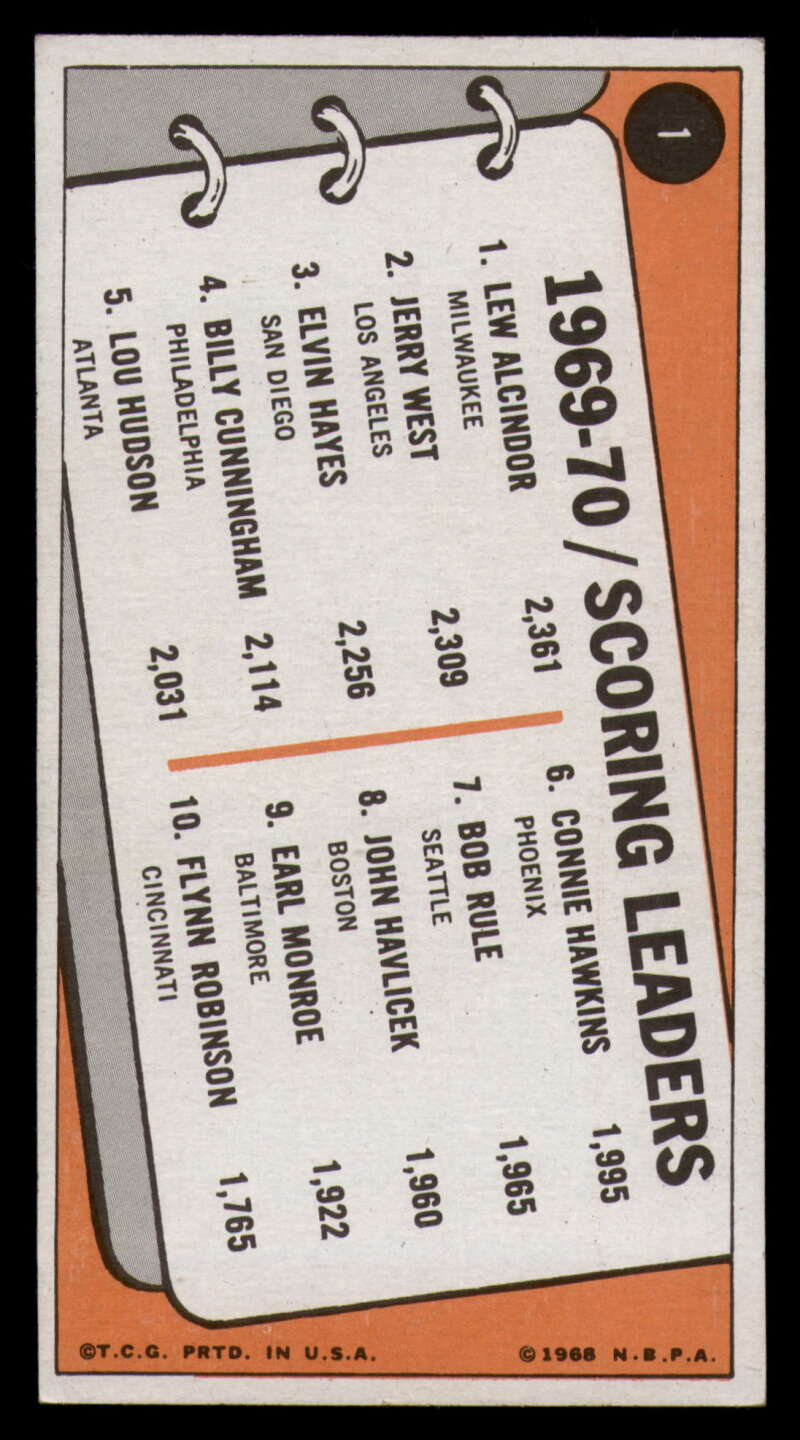 1
1969-70/SCORING LEADERS
1. LEW ALCINDOR 2,361
MILWAUKEE
2. JERRY WEST 2,309
LOS ANGELES
3. ELVIN HAYES 2,256
SAN DIEGO
4. BILLY CUNNINGHAM 2,114
PHILADELPHIA
5. LOU HUDSON 2,031
ATLANTA
6. CONNIE HAWKINS 1,995
PHOENIX
7. BOB RULE 1,965
SEATTLE
8. JOHN HAVLICEK 1,960
BOSTON
9. EARL MONROE 1,922
BALTIMORE
10. FLYNN ROBINSON 1,765
CINCINNATI
©T.C.G. PRTD. IN U.S.A.
©1968 N.B.P.A.